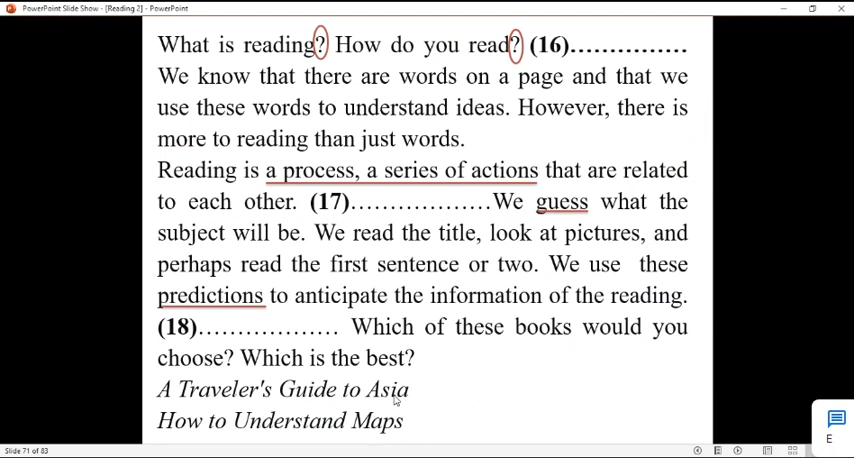 PowerPoint Slide Show - [Reading 2] - PowerPoint
What is reading? How do you read? (16)……………
We know that there are words on a page and that we
use these words to understand ideas. However, there is
more to reading than just words.
Reading is a process, a series of actions that are related
to each other. (17)………………We guess what the
subject will be. We read the title, look at pictures, and
perhaps read the first sentence or two. We use these
predictions to anticipate the information of the reading.
(18)……………… Which of these books would you
choose? Which is the best?
A Traveler's Guide to Asia
How to Understand Maps
E
Slide 71 of 83